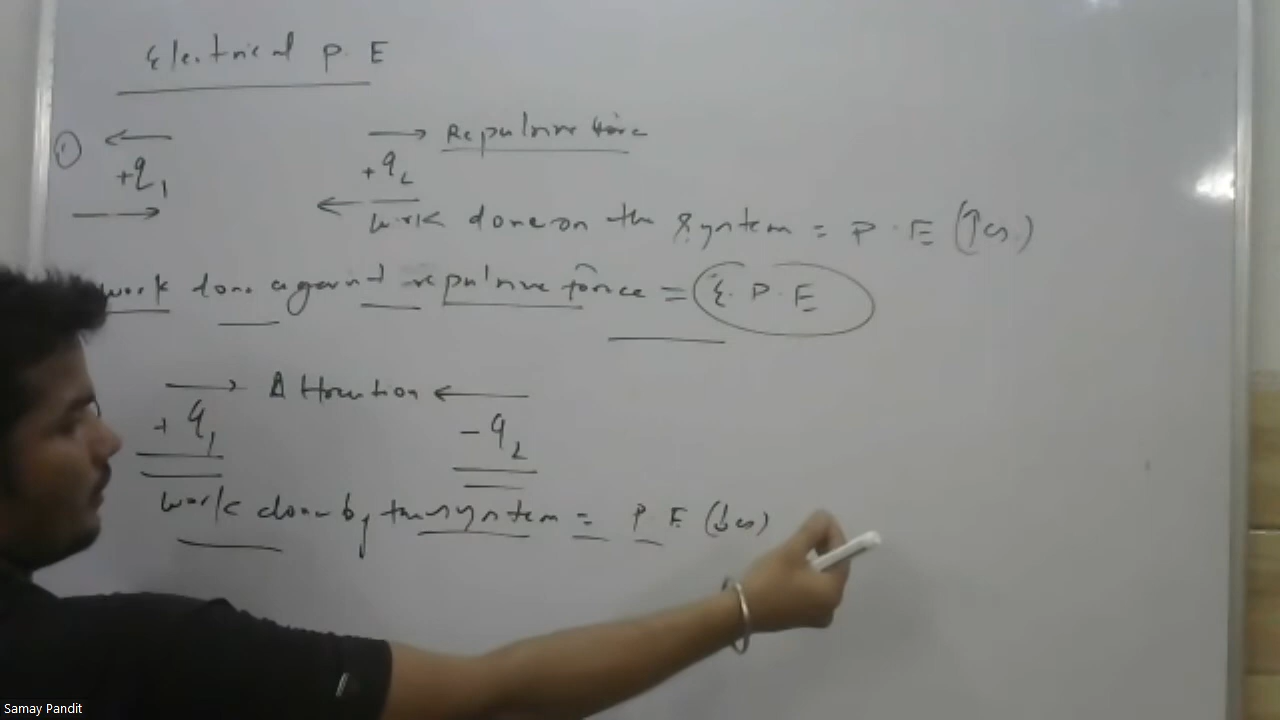 Electrical P. E
① ← → Repulsive force
+q₁ +q₂
→ ← work done on the system = P. E (↑es)
work done against repulsive force = E. P. E
→ Attraction ←
+ q₁ - q₂
work done by the system = P E (↓es)
Samay Pandit